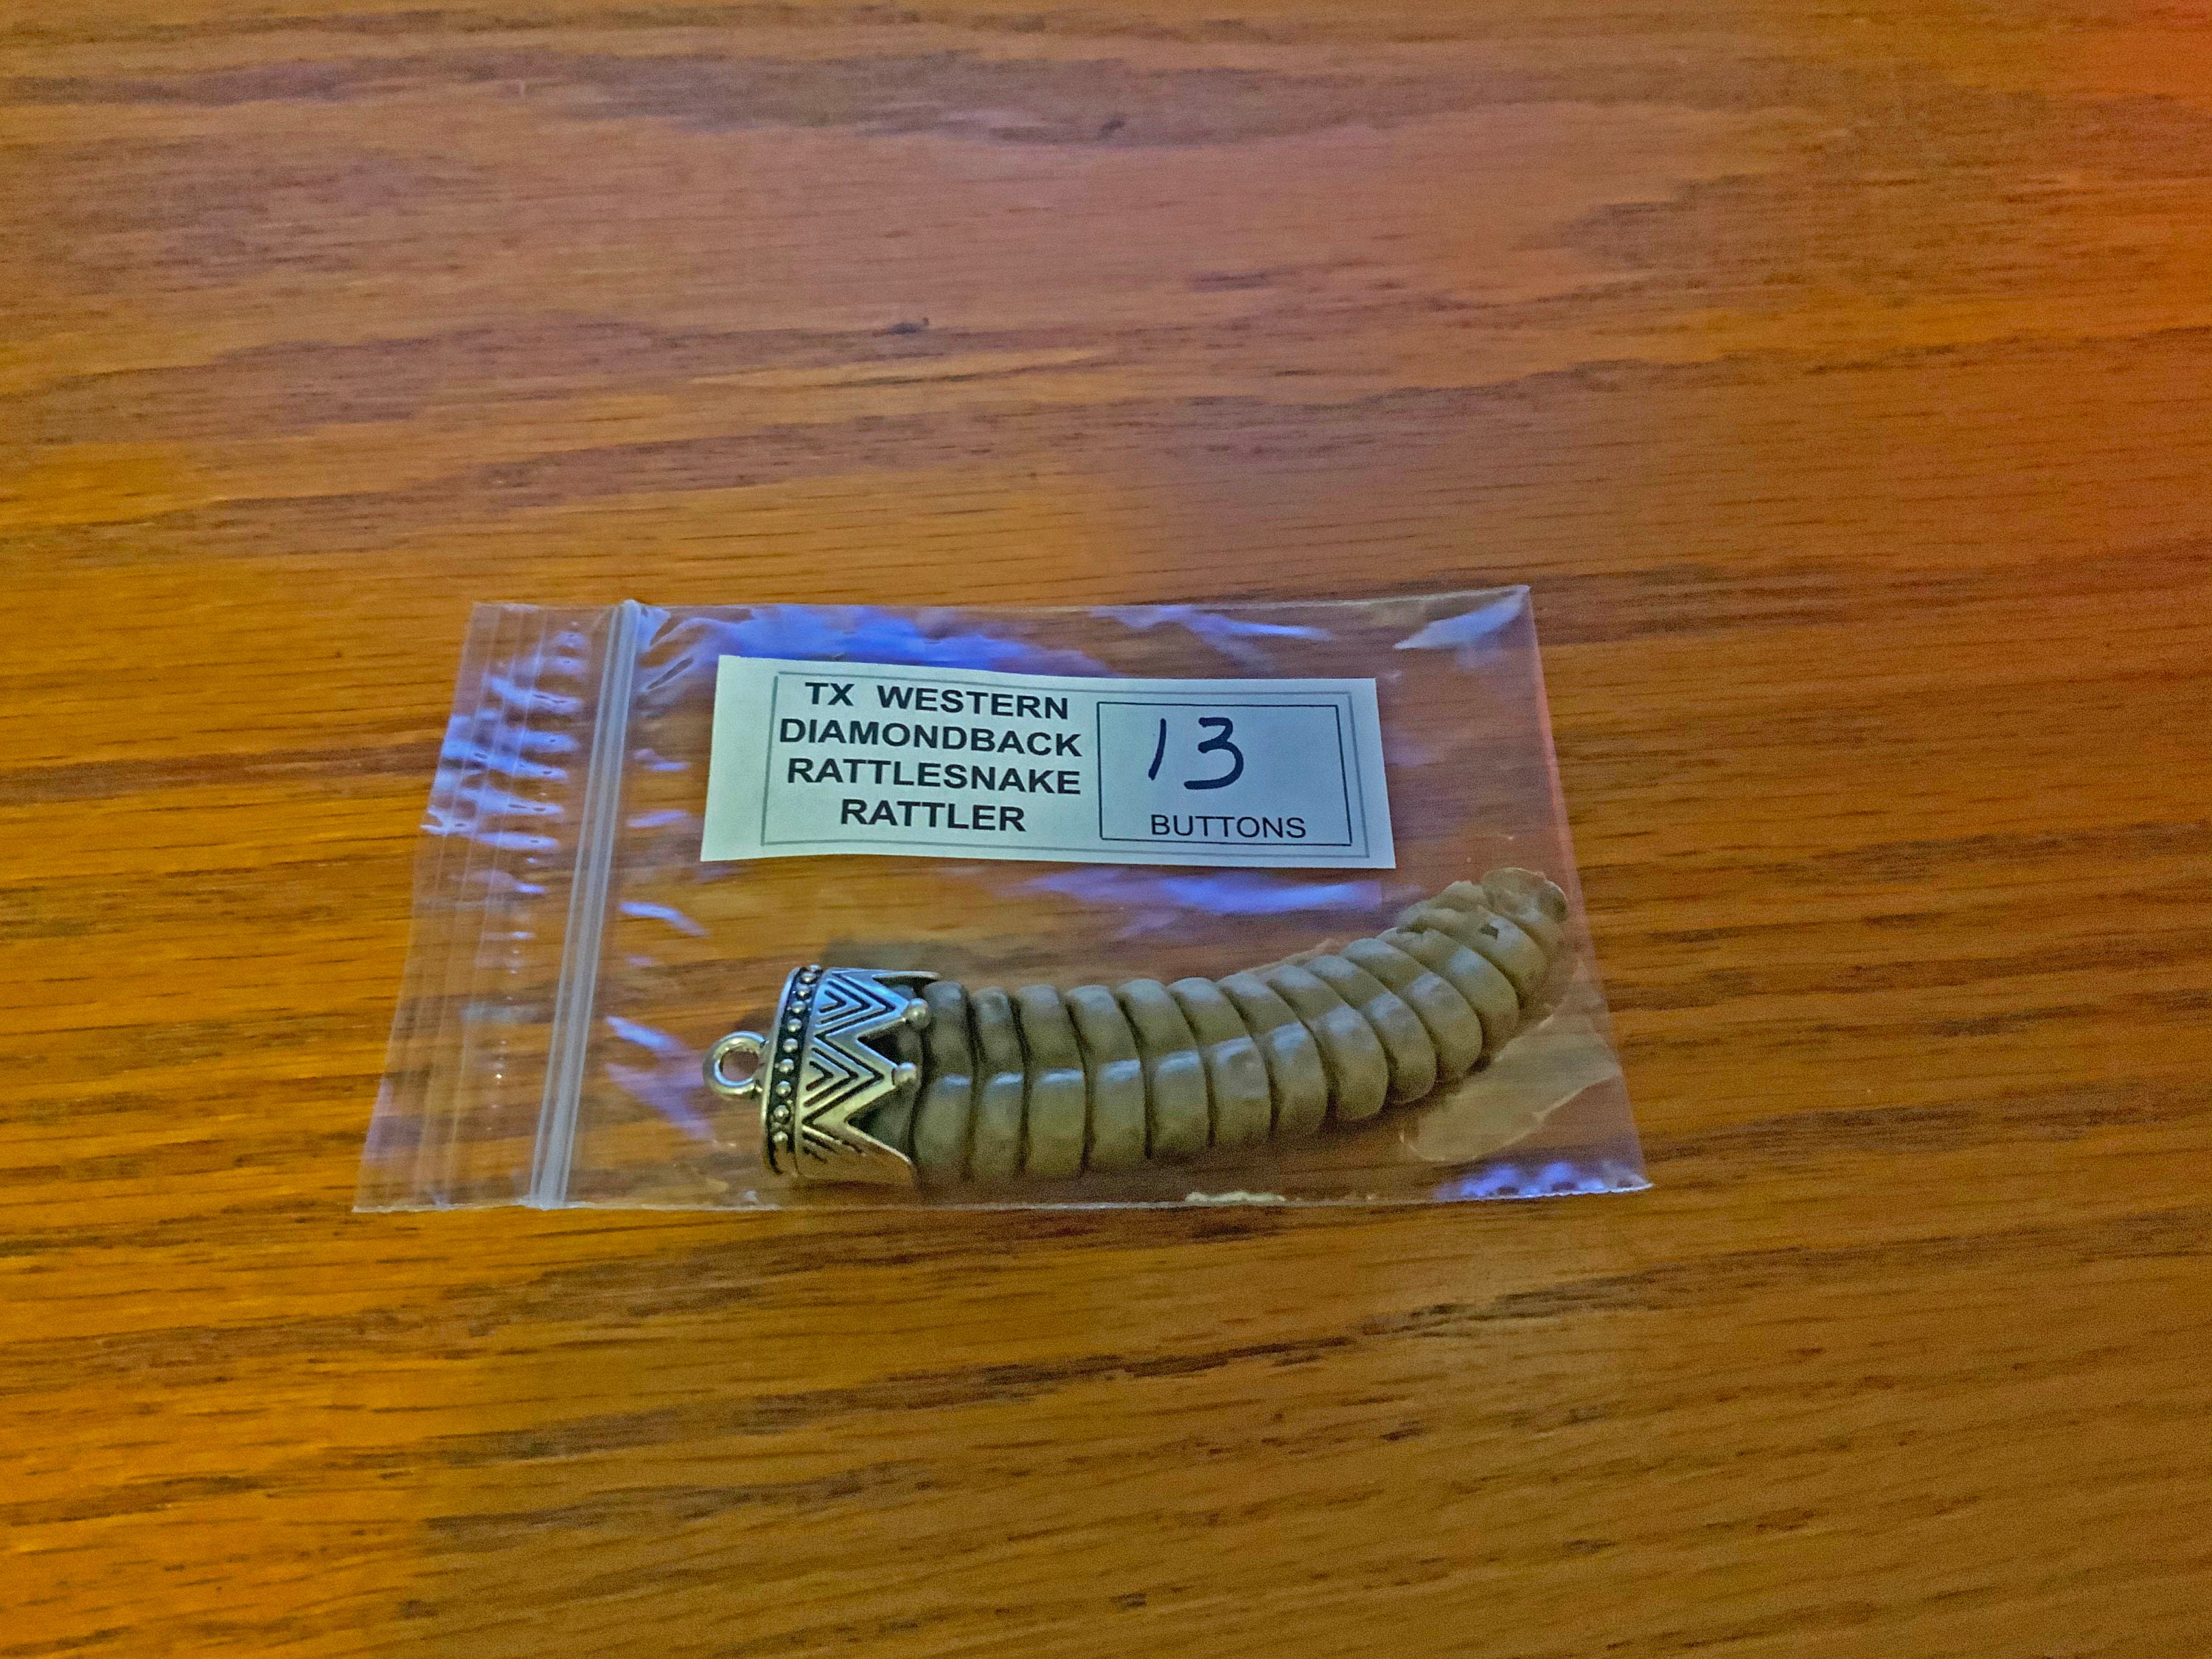 TX WESTERN
DIAMONDBACK
RATTLESNAKE
RATTLER
13
BUTTONS